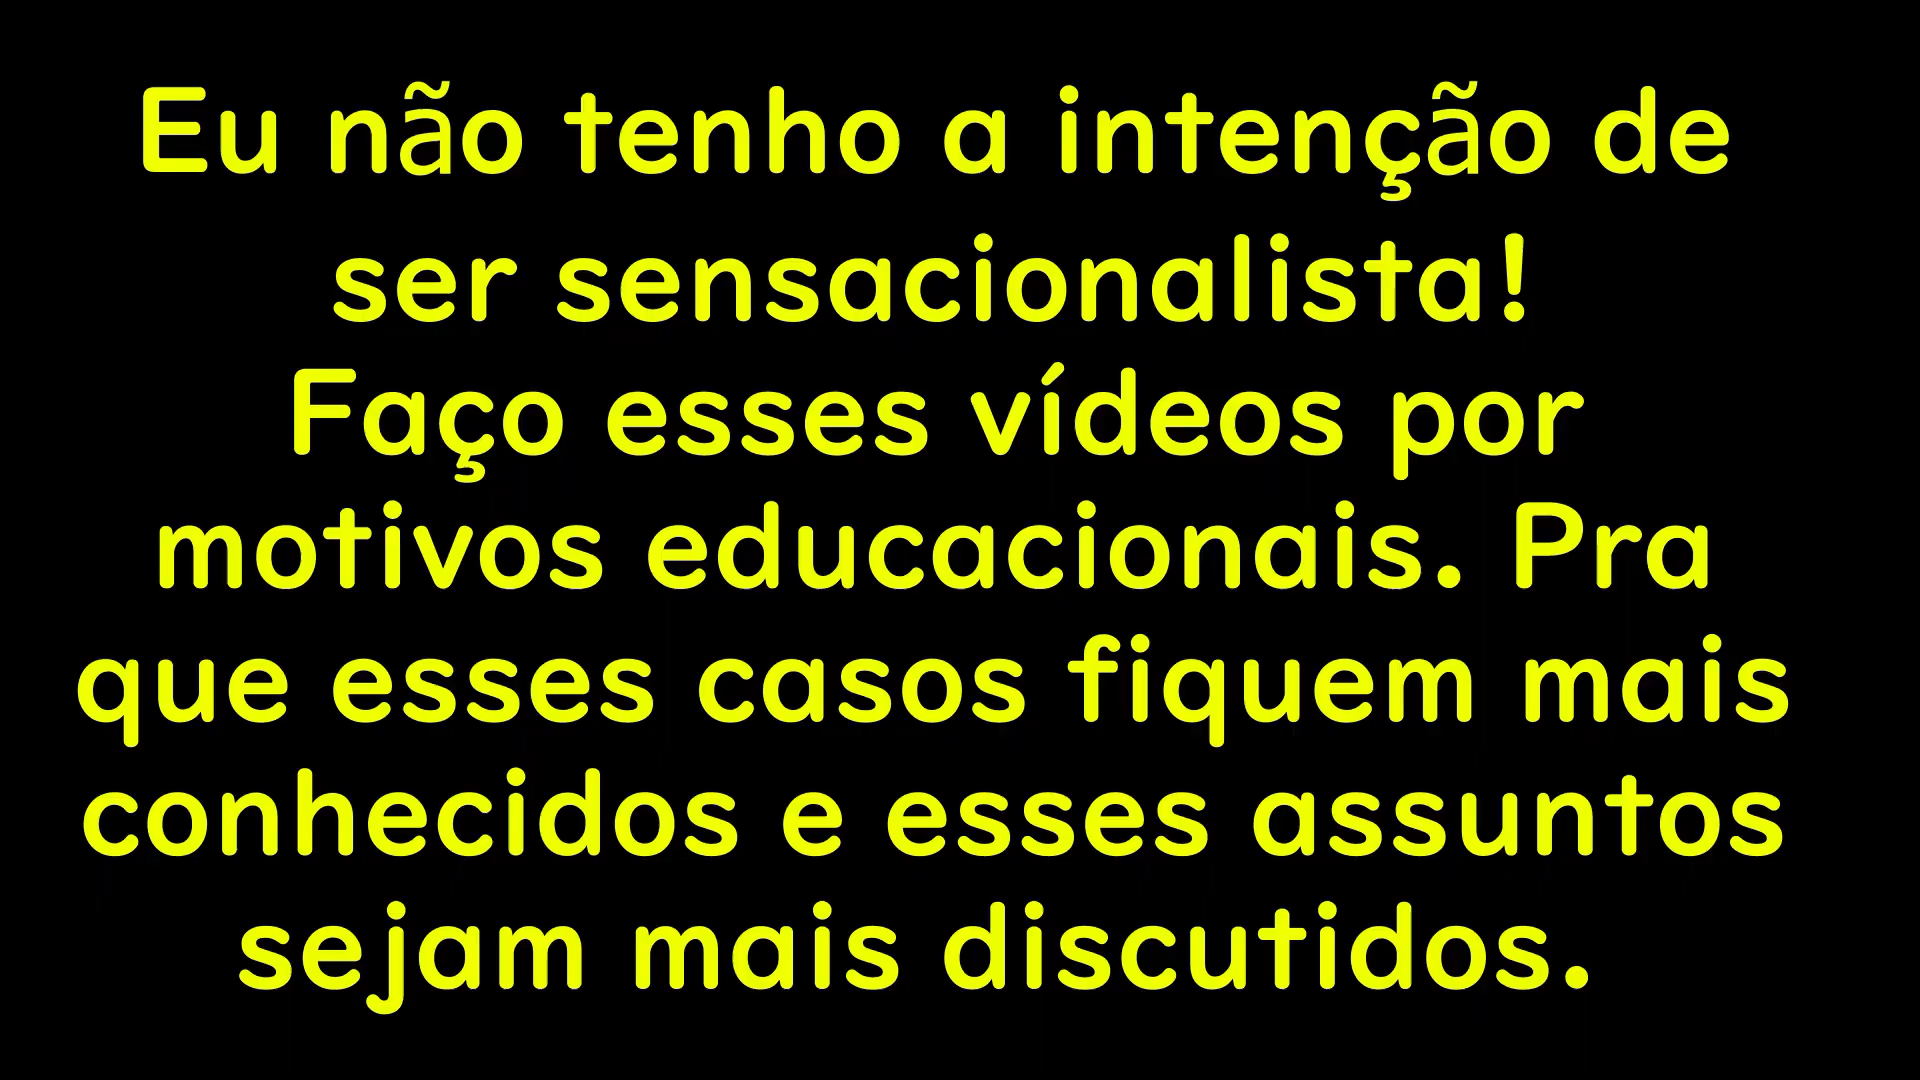 Eu não tenho a intenção de
ser sensacionalista!
Faço esses vídeos por
motivos educacionais. Pra
que esses casos fiquem mais
conhecidos e esses assuntos
sejam mais discutidos.